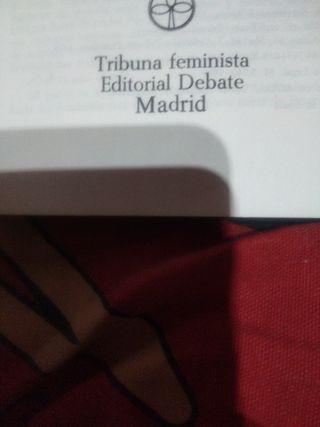 Tribuna feminista
Editorial Debate
Madrid